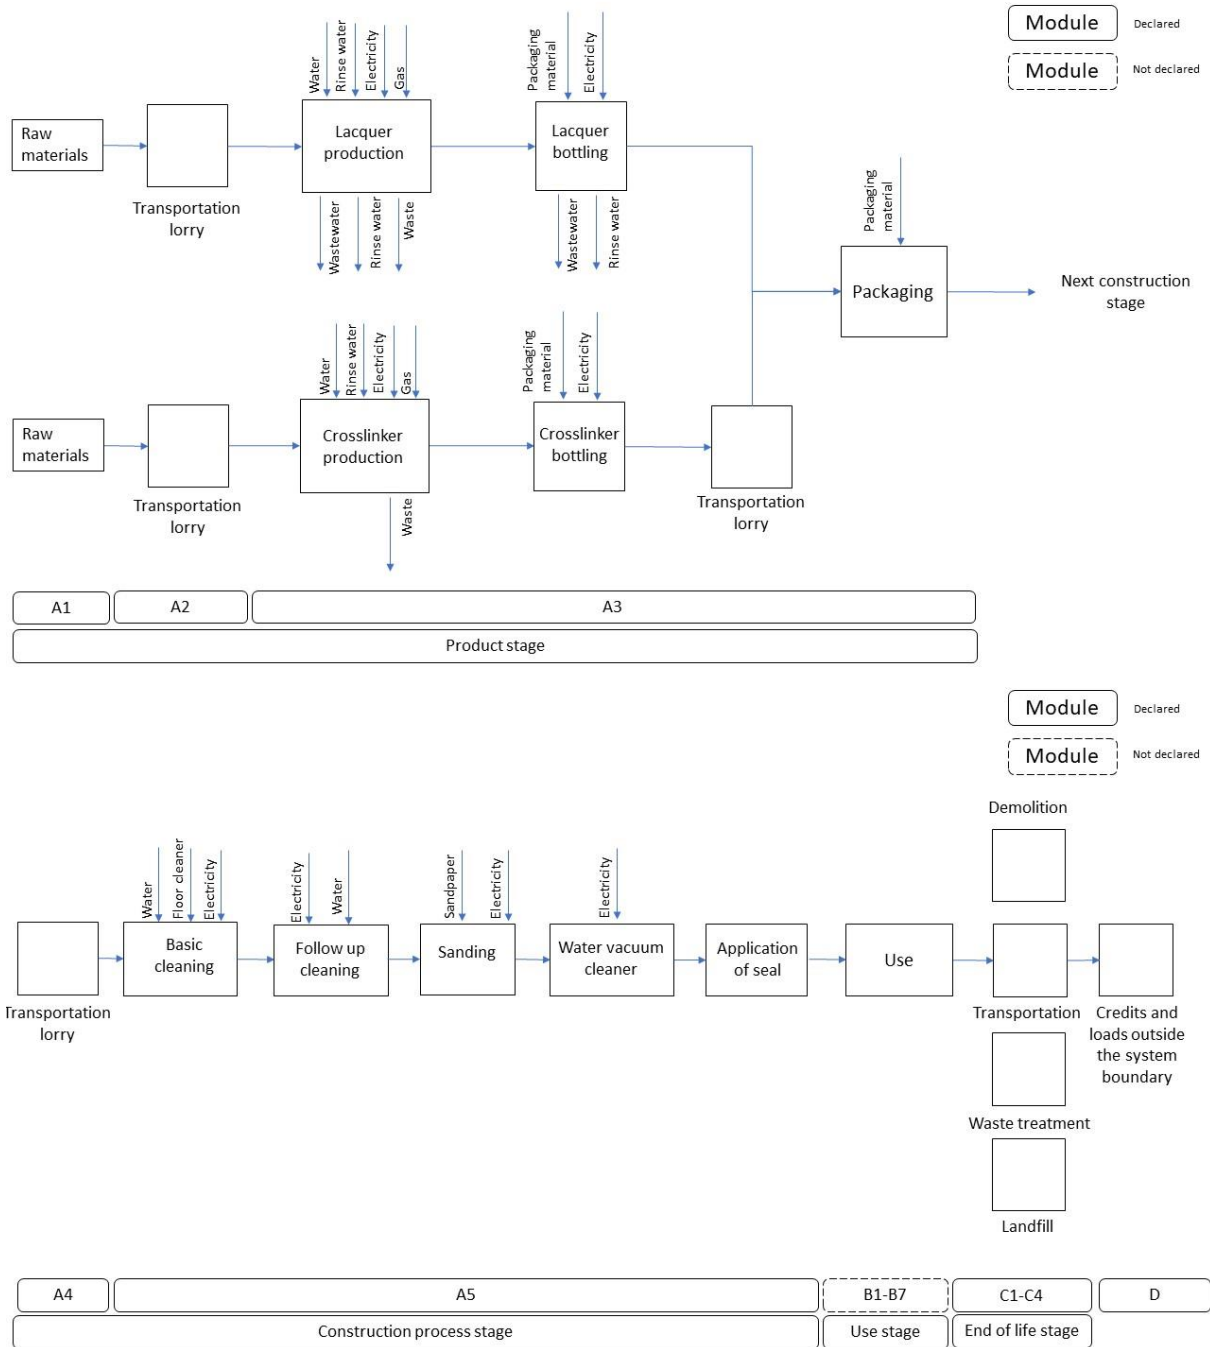 Module
Declared
Module
Not declared
Water
Rinse water
Electricity
Gas
Packaging
material
Electricity
Raw
materials
Transportation
lorry
Lacquer
production
Lacquer
bottling
Wastewater
Rinse water
Waste
Wastewater
Rinse water
Packaging
material
Packaging
Next construction
stage
Water
Rinse water
Electricity
Gas
Packaging
material
Electricity
Raw
materials
Transportation
lorry
Crosslinker
production
Crosslinker
bottling
Transportation
lorry
Waste
A1
A2
A3
Product stage
Module
Declared
Module
Not declared
Demolition
Water
Floor cleaner
Electricity
Electricity
Water
Sandpaper
Electricity
Electricity
Transportation
lorry
Basic
cleaning
Follow up
cleaning
Sanding
Water vacuum
cleaner
Application
of seal
Use
Transportation
Credits and
loads outside
the system
boundary
Waste treatment
Landfill
A4
A5
B1-B7
C1-C4
D
Construction process stage
Use stage
End of life stage